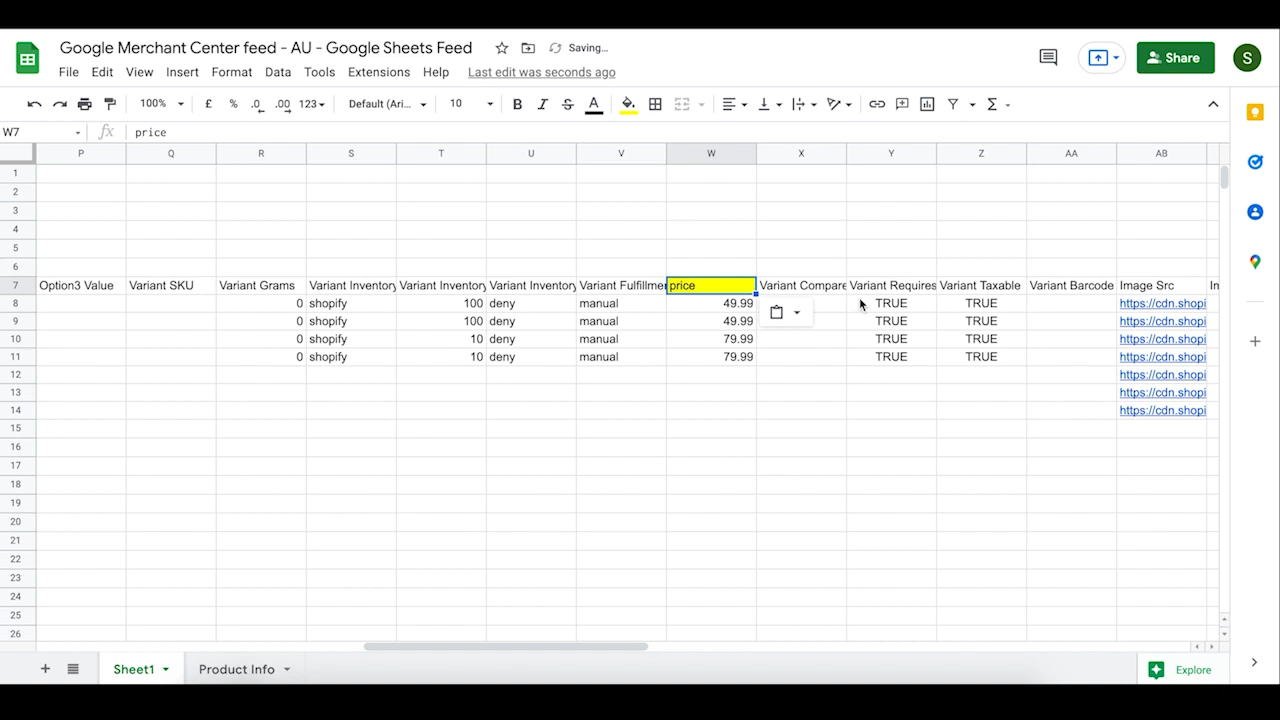 Google Merchant Center feed - AU - Google Sheets Feed Saving…
File Edit View Insert Format Data Tools Extensions Help Last edit was seconds ago
Share S
100% £ % .0 .00 123 Default (Ari... 10 B I S A Σ
W7 fx price
P Q R S T U V W X Y Z AA AB
1
2
3
4
5
6
7 Option3 Value Variant SKU Variant Grams Variant Inventory Variant Inventory Variant Inventory Variant Fulfillme price Variant Compare Variant Requires Variant Taxable Variant Barcode Image Src Im
8 0 shopify 100 deny manual 49.99 TRUE TRUE https://cdn.shopi
9 0 shopify 100 deny manual 49.99 TRUE TRUE https://cdn.shopi
10 0 shopify 10 deny manual 79.99 TRUE TRUE https://cdn.shopi
11 0 shopify 10 deny manual 79.99 TRUE TRUE https://cdn.shopi
12 https://cdn.shopi
13 https://cdn.shopi
14 https://cdn.shopi
15
16
17
18
19
20
21
22
23
24
25
26
Sheet1 Product Info Explore